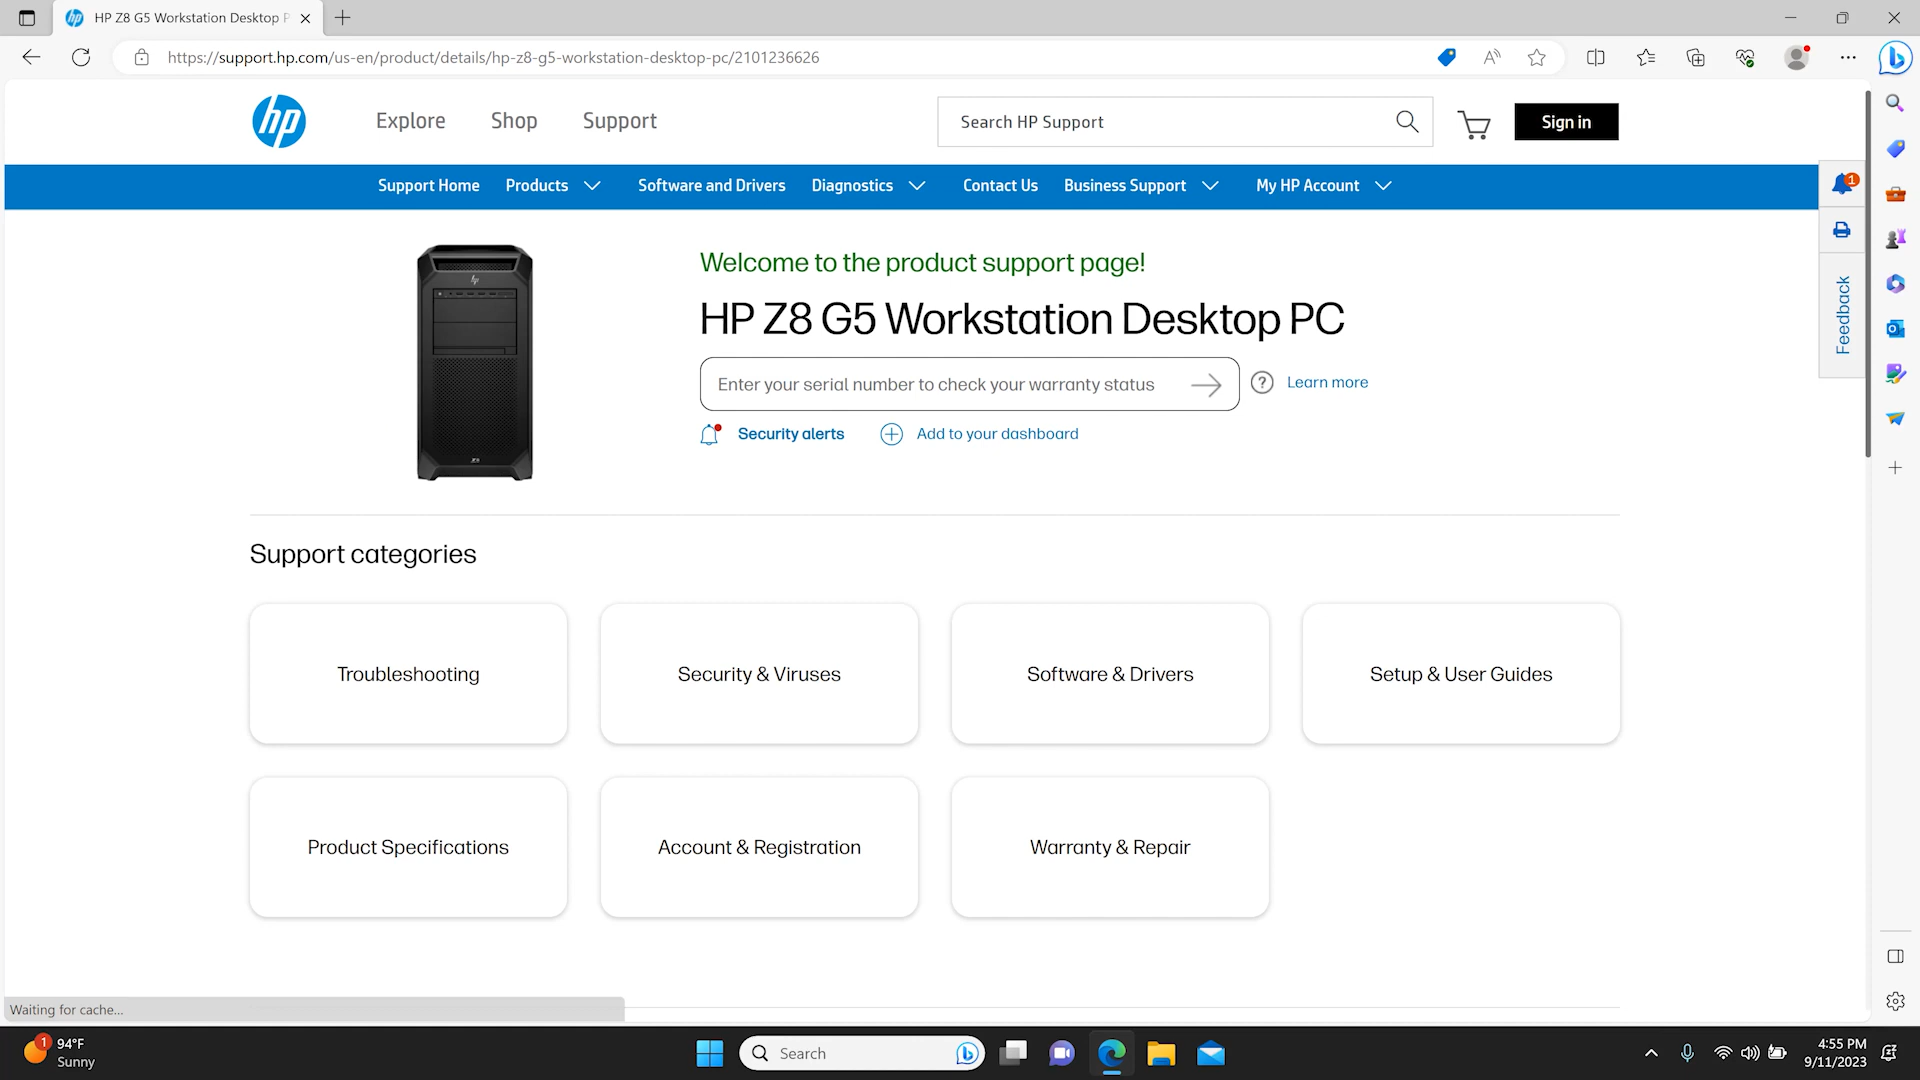 HP Z8 G5 Workstation Desktop P
https://support.hp.com/us-en/product/details/hp-z8-g5-workstation-desktop-pc/2101236626
hp
Explore
Shop
Support
Search HP Support
Sign in
Support Home
Products
Software and Drivers
Diagnostics
Contact Us
Business Support
My HP Account
1
Feedback
Welcome to the product support page!
HP Z8 G5 Workstation Desktop PC
Enter your serial number to check your warranty status
? Learn more
Security alerts
Add to your dashboard
Support categories
Troubleshooting
Security & Viruses
Software & Drivers
Setup & User Guides
Product Specifications
Account & Registration
Warranty & Repair
Waiting for cache...
1
94°F
Sunny
Search
4:55 PM
9/11/2023